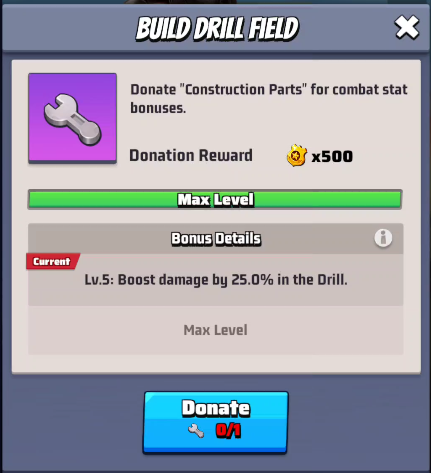 BUILD DRILL FIELD
Donate "Construction Parts" for combat stat
bonuses.
Donation Reward x500
Max Level
Bonus Details
Current
Lv.5: Boost damage by 25.0% in the Drill.
Max Level
Donate
0/1